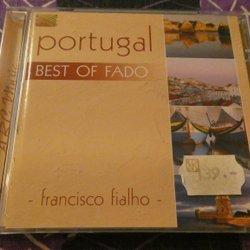 portugal
BEST OF FADO
139.-
- francisco fialho -